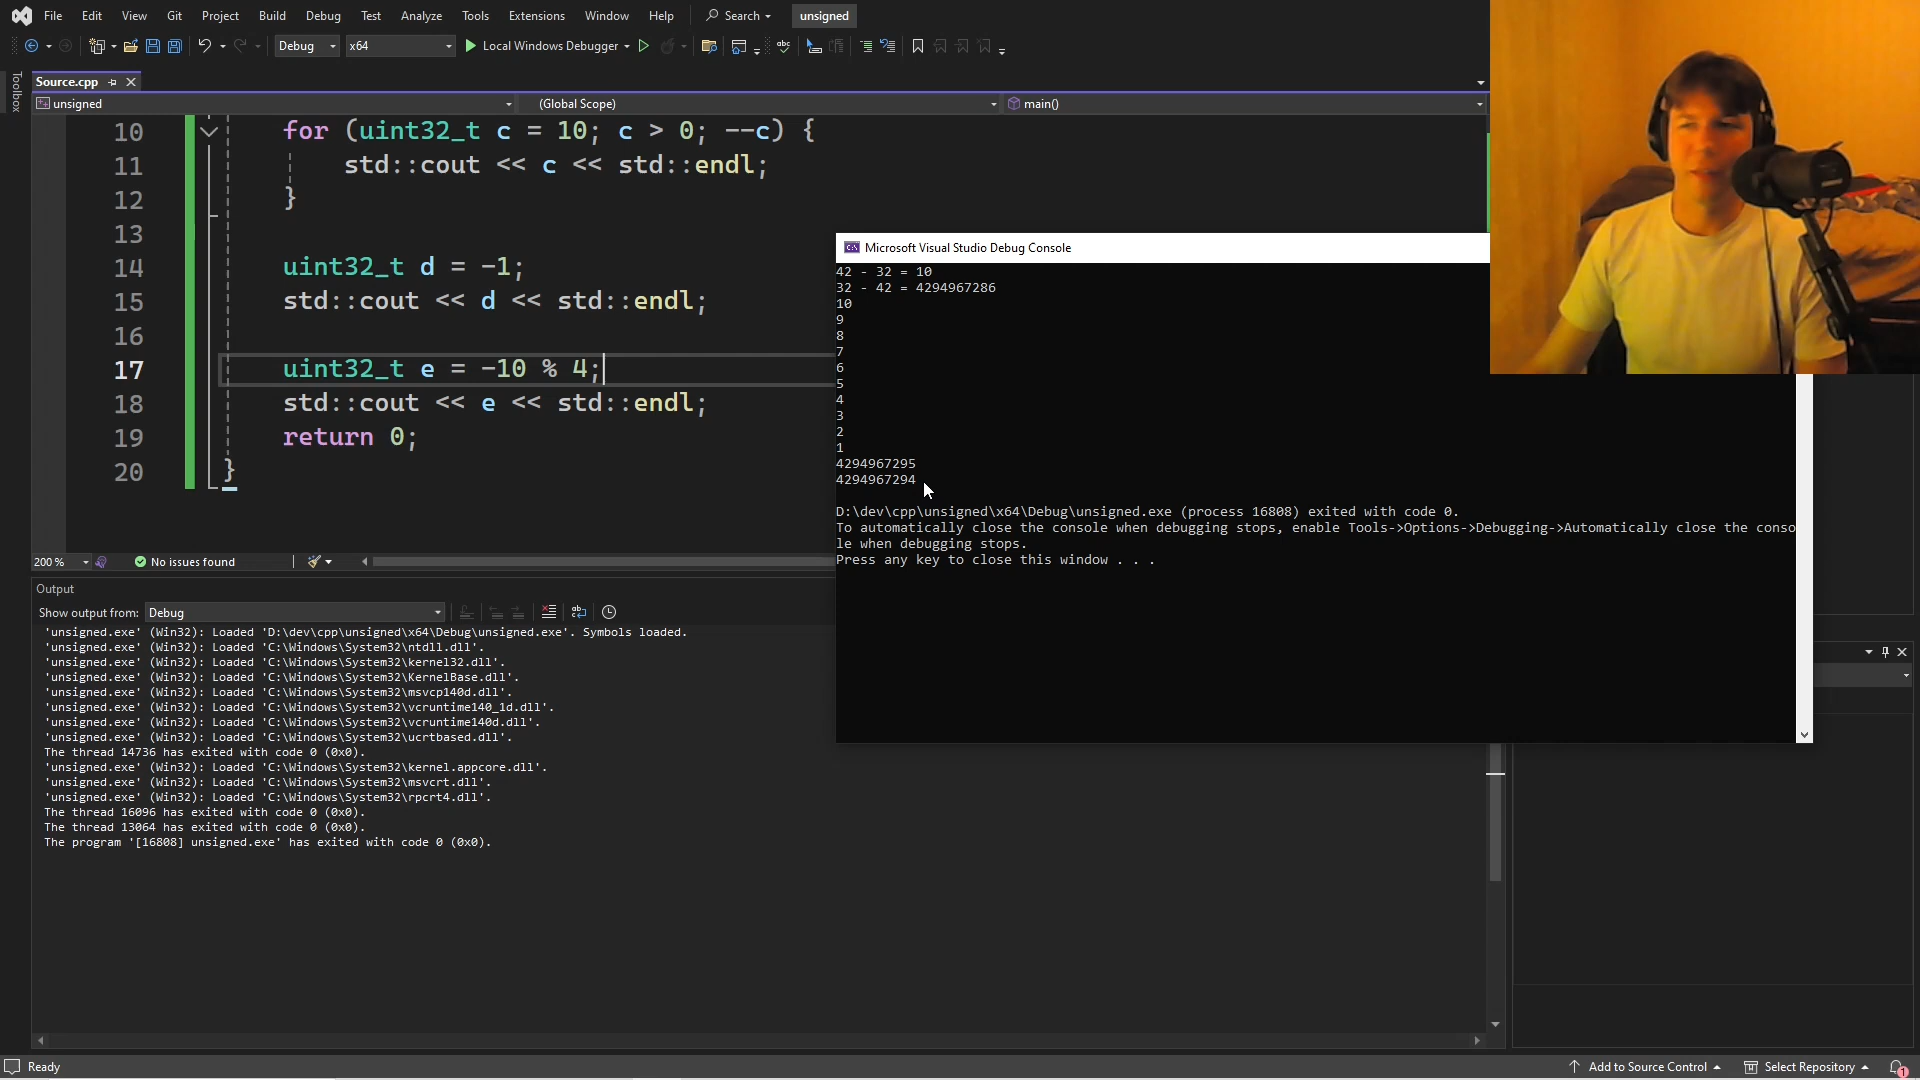 File Edit View Git Project Build Debug Test Analyze Tools Extensions Window Help Search unsigned
Debug x64 Local Windows Debugger
Toolbox
Source.cpp
unsigned (Global Scope) main()
10 for (uint32_t c = 10; c > 0; --c) {
11 std::cout << c << std::endl;
12 }
13
14 uint32_t d = -1;
15 std::cout << d << std::endl;
16
17 uint32_t e = -10 % 4;
18 std::cout << e << std::endl;
19 return 0;
20 }
200 % No issues found
Microsoft Visual Studio Debug Console
42 - 32 = 10
32 - 42 = 4294967286
10
9
8
7
6
5
4
3
2
1
4294967295
4294967294
D:\dev\cpp\unsigned\x64\Debug\unsigned.exe (process 16808) exited with code 0.
To automatically close the console when debugging stops, enable Tools->Options->Debugging->Automatically close the conso
le when debugging stops.
Press any key to close this window . . .
Output
Show output from: Debug
'unsigned.exe' (Win32): Loaded 'D:\dev\cpp\unsigned\x64\Debug\unsigned.exe'. Symbols loaded.
'unsigned.exe' (Win32): Loaded 'C:\Windows\System32\ntdll.dll'.
'unsigned.exe' (Win32): Loaded 'C:\Windows\System32\kernel32.dll'.
'unsigned.exe' (Win32): Loaded 'C:\Windows\System32\KernelBase.dll'.
'unsigned.exe' (Win32): Loaded 'C:\Windows\System32\msvcp140d.dll'.
'unsigned.exe' (Win32): Loaded 'C:\Windows\System32\vcruntime140_1d.dll'.
'unsigned.exe' (Win32): Loaded 'C:\Windows\System32\vcruntime140d.dll'.
'unsigned.exe' (Win32): Loaded 'C:\Windows\System32\ucrtbased.dll'.
The thread 14736 has exited with code 0 (0x0).
'unsigned.exe' (Win32): Loaded 'C:\Windows\System32\kernel.appcore.dll'.
'unsigned.exe' (Win32): Loaded 'C:\Windows\System32\msvcrt.dll'.
'unsigned.exe' (Win32): Loaded 'C:\Windows\System32\rpcrt4.dll'.
The thread 16096 has exited with code 0 (0x0).
The thread 13064 has exited with code 0 (0x0).
The program '[16808] unsigned.exe' has exited with code 0 (0x0).
Ready Add to Source Control Select Repository 1